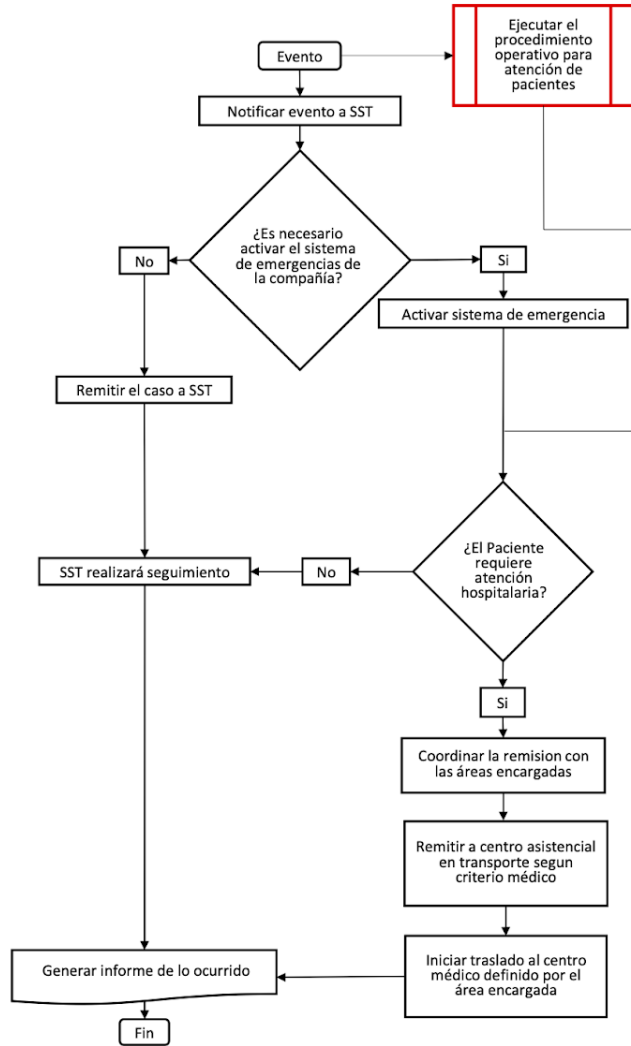 Evento
Ejecutar el
procedimiento
operativo para
atención de
pacientes
Notificar evento a SST
¿Es necesario
activar el sistema
de emergencias de
la compañía?
No
Si
Activar sistema de emergencia
Remitir el caso a SST
¿El Paciente
requiere
atención
hospitalaria?
No
SST realizará seguimiento
Si
Coordinar la remision con
las áreas encargadas
Remitir a centro asistencial
en transporte segun
criterio médico
Iniciar traslado al centro
médico definido por el
área encargada
Generar informe de lo ocurrido
Fin